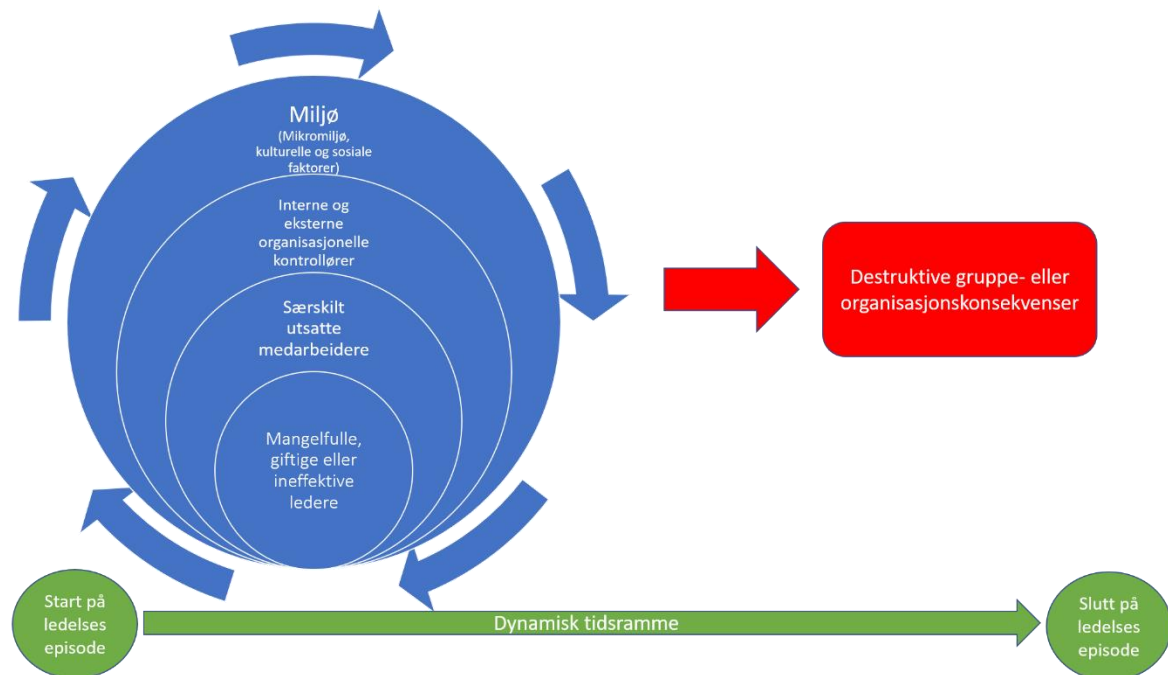 Miljø
(Mikromiljø,
kulturelle og sosiale
faktorer)
Interne og
eksterne
organisasjonelle
kontrollører
Særskilt
utsatte
medarbeidere
Mangelfulle,
giftige eller
ineffektive
ledere
Destruktive gruppe- eller
organisasjonskonsekvenser
Start på
ledelses
episode
Dynamisk tidsramme
Slutt på
ledelses
episode